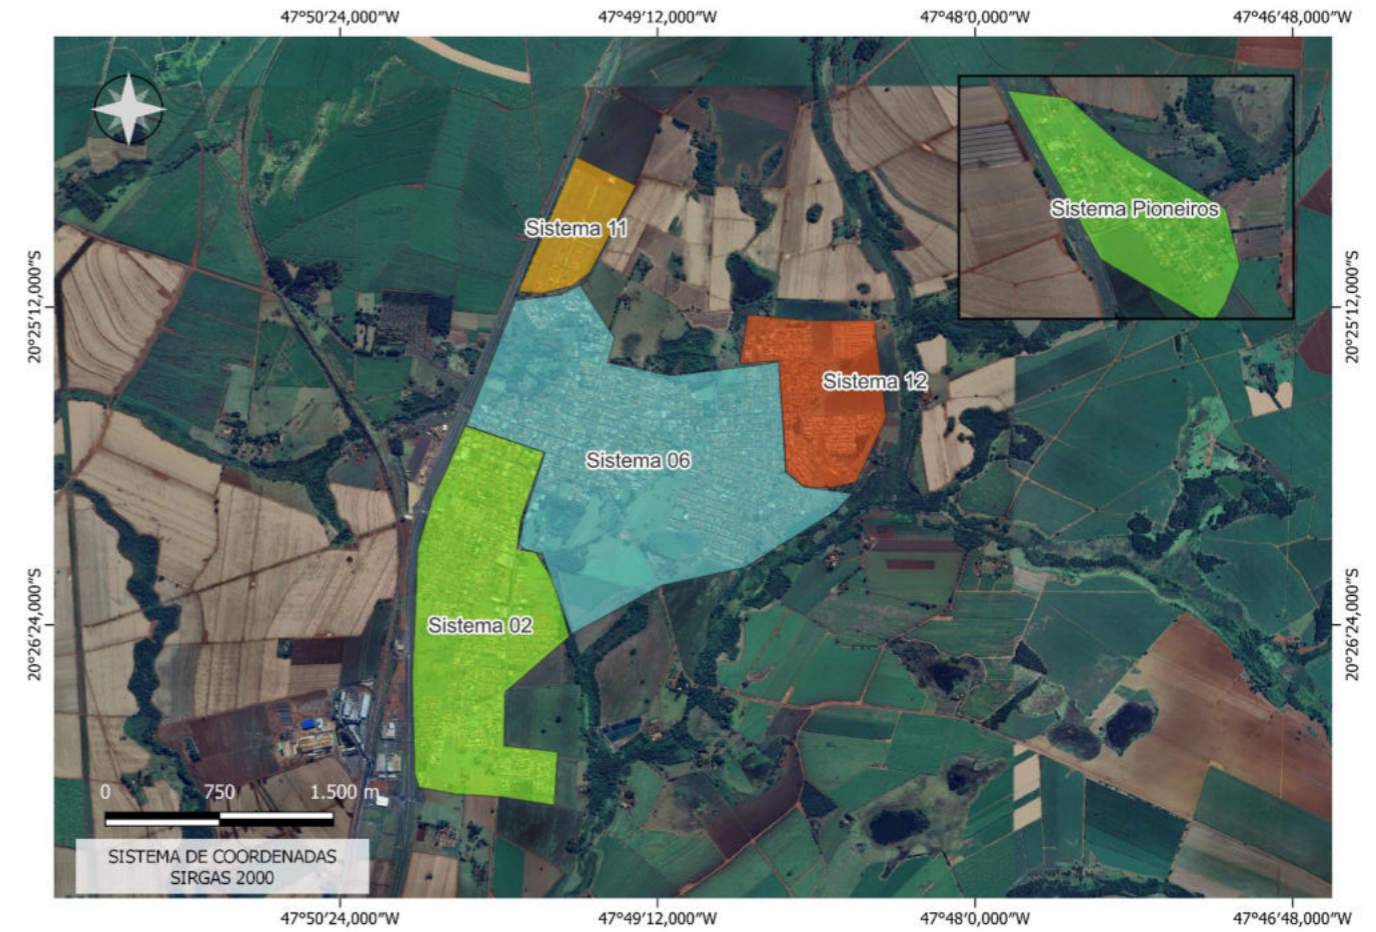 47°50'24,000"W 47°49'12,000"W 47°48'0,000"W 47°46'48,000"W
Sistema Pioneiros
Sistema 11
20°25'12,000"S 20°25'12,000"S
Sistema 12
Sistema 06
Sistema 02
20°26'24,000"S 20°26'24,000"S
0 750 1.500 m
SISTEMA DE COORDENADAS
SIRGAS 2000
47°50'24,000"W 47°49'12,000"W 47°48'0,000"W 47°46'48,000"W